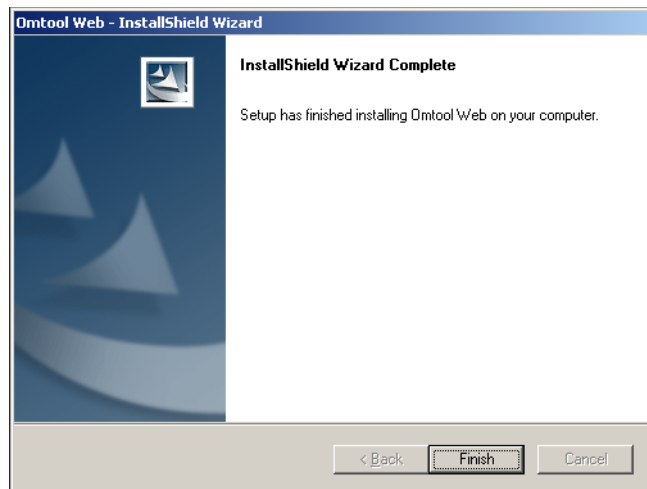 Omtool Web - InstallShield Wizard
InstallShield Wizard Complete
Setup has finished installing Omtool Web on your computer.
< Back
Finish
Cancel